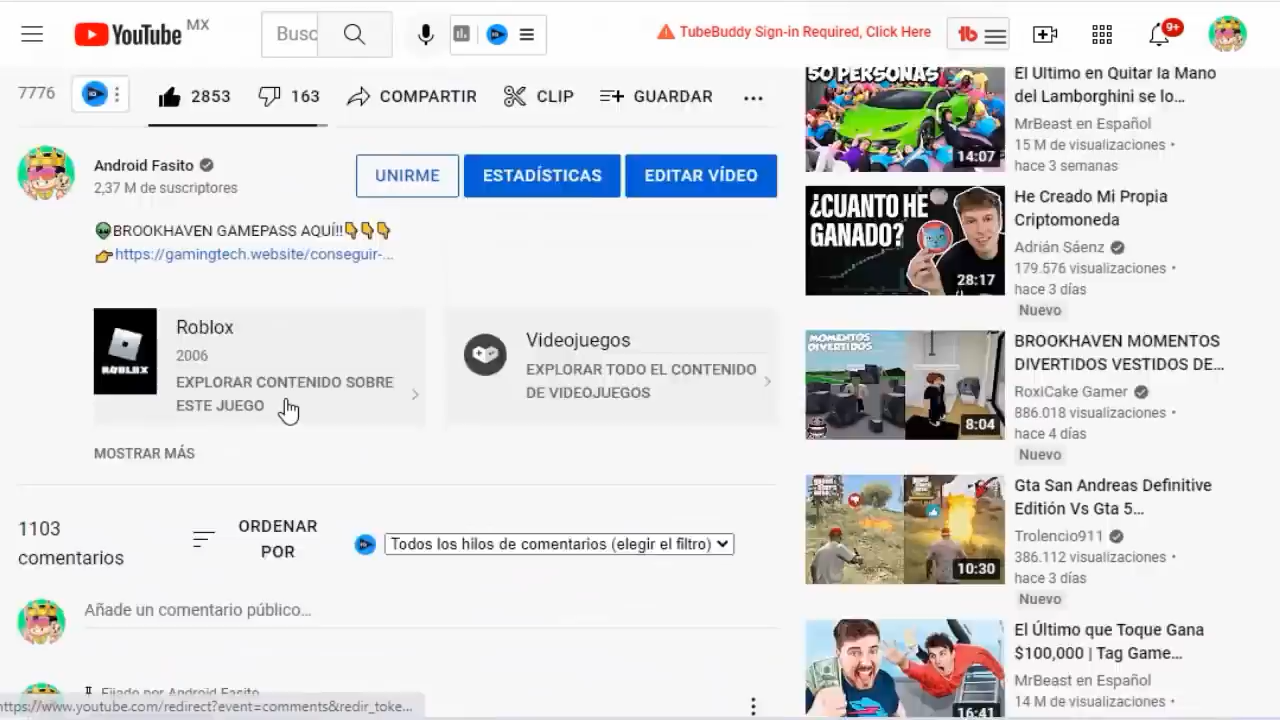 YouTube MX
Busc
TubeBuddy Sign-in Required, Click Here
tb
9+
7776
2853
163
COMPARTIR
CLIP
GUARDAR
Android Fasito
2,37 M de suscriptores
UNIRME
ESTADÍSTICAS
EDITAR VÍDEO
👽BROOKHAVEN GAMEPASS AQUÍ!!👇👇👇
👉https://gamingtech.website/conseguir-...
ROBLOX
Roblox
2006
EXPLORAR CONTENIDO SOBRE
ESTE JUEGO
Videojuegos
EXPLORAR TODO EL CONTENIDO
DE VIDEOJUEGOS
MOSTRAR MÁS
1103
comentarios
ORDENAR
POR
Todos los hilos de comentarios (elegir el filtro)
Añade un comentario público...
Fijado por Android Fasito
https://www.youtube.com/redirect?event=comments&redir_toke...
50 PERSONAS
14:07
El Último en Quitar la Mano
del Lamborghini se lo...
MrBeast en Español
15 M de visualizaciones •
hace 3 semanas
¿CUANTO HE
GANADO?
28:17
He Creado Mi Propia
Criptomoneda
Adrián Sáenz
179.576 visualizaciones •
hace 3 días
Nuevo
MOMENTOS
DIVERTIDOS
8:04
BROOKHAVEN MOMENTOS
DIVERTIDOS VESTIDOS DE...
RoxiCake Gamer
886.018 visualizaciones •
hace 4 días
Nuevo
10:30
Gta San Andreas Definitive
Editión Vs Gta 5...
Trolencio911
386.112 visualizaciones •
hace 3 días
Nuevo
16:41
El Último que Toque Gana
$100,000 | Tag Game...
MrBeast en Español
14 M de visualizaciones •